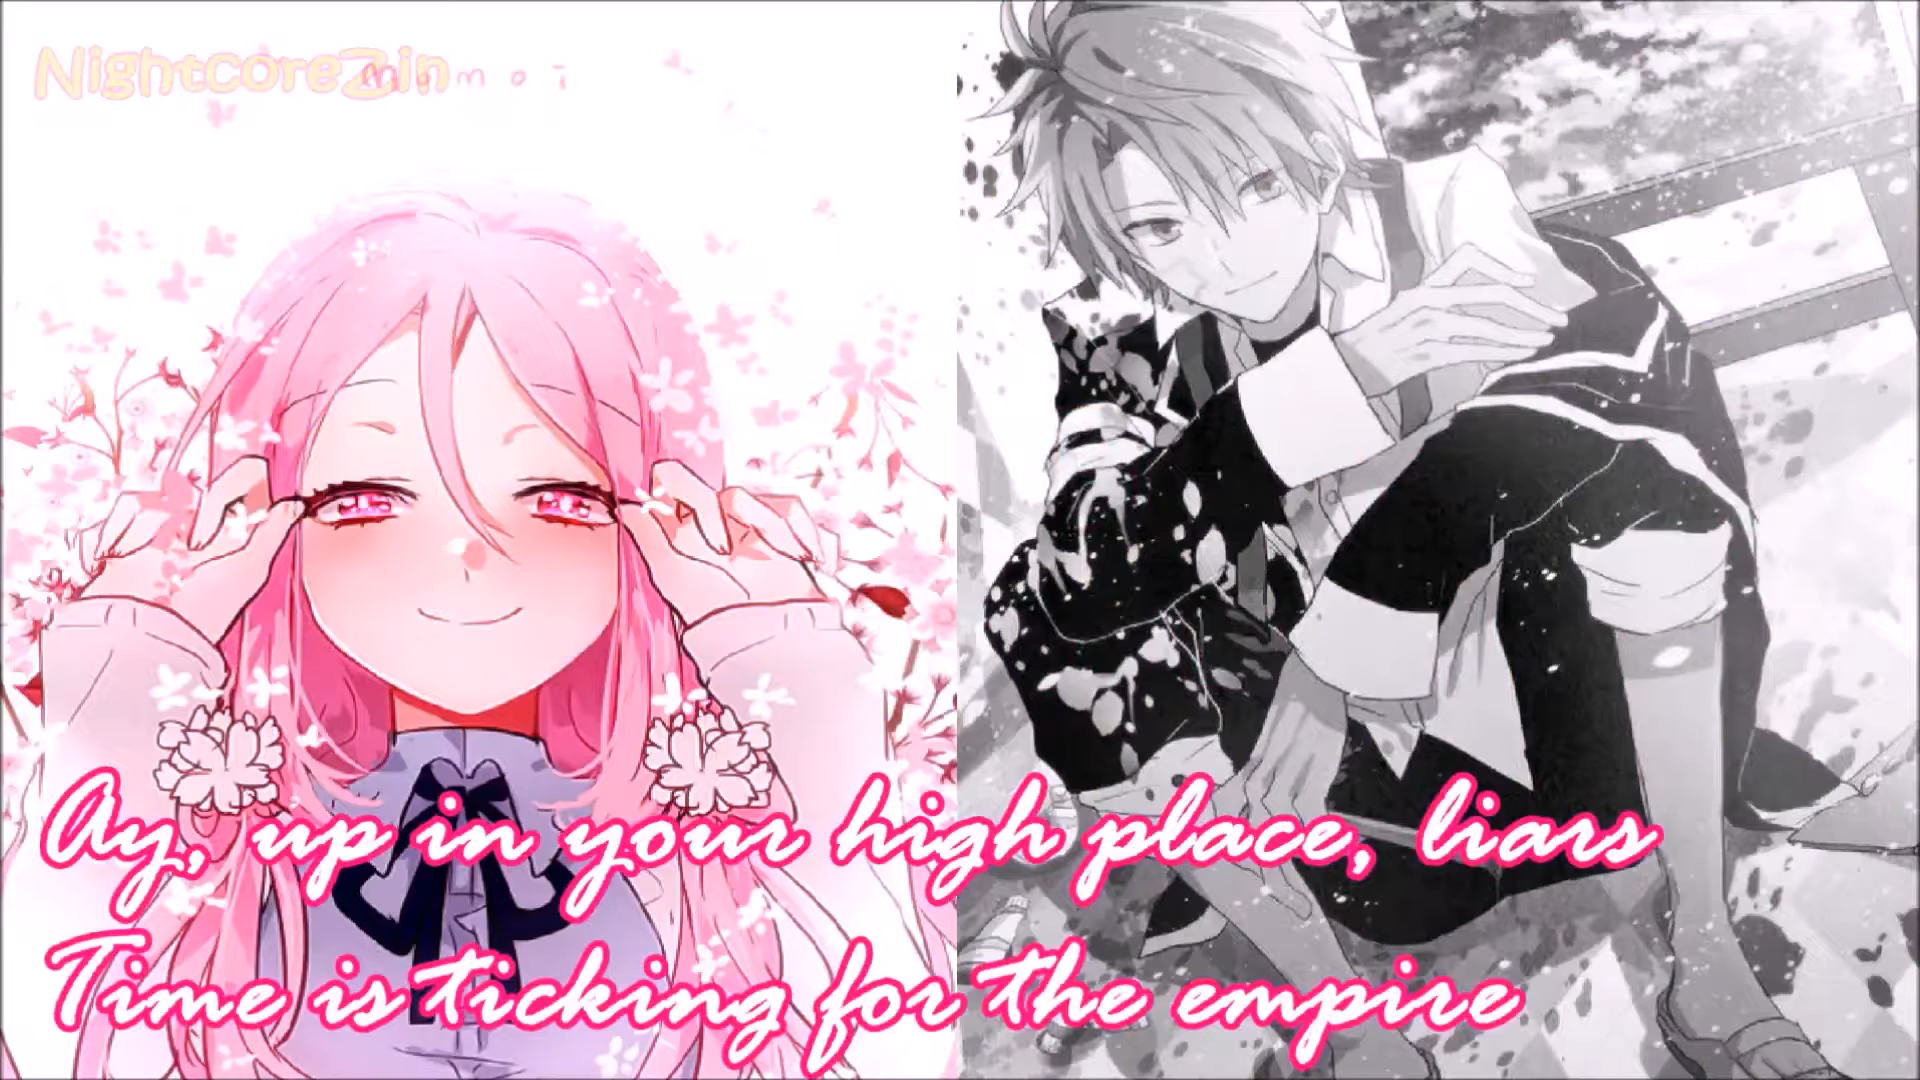 NightcoreZin
Ay, up in your high place, liars
Time is ticking for the empire